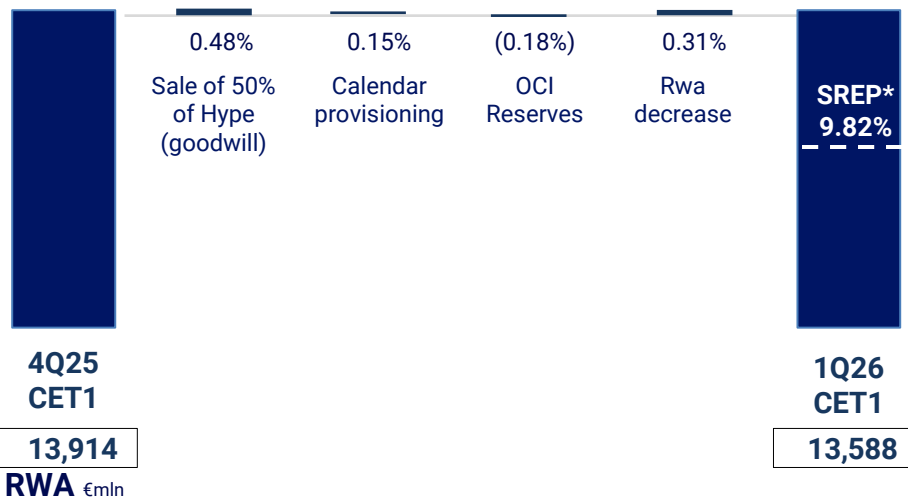 0.48%
0.15%
(0.18%)
0.31%
Sale of 50%
of Hype
(goodwill)
Calendar
provisioning
OCI
Reserves
Rwa
decrease
SREP*
9.82%
4Q25
CET1
1Q26
CET1
13,914
13,588
RWA €mln